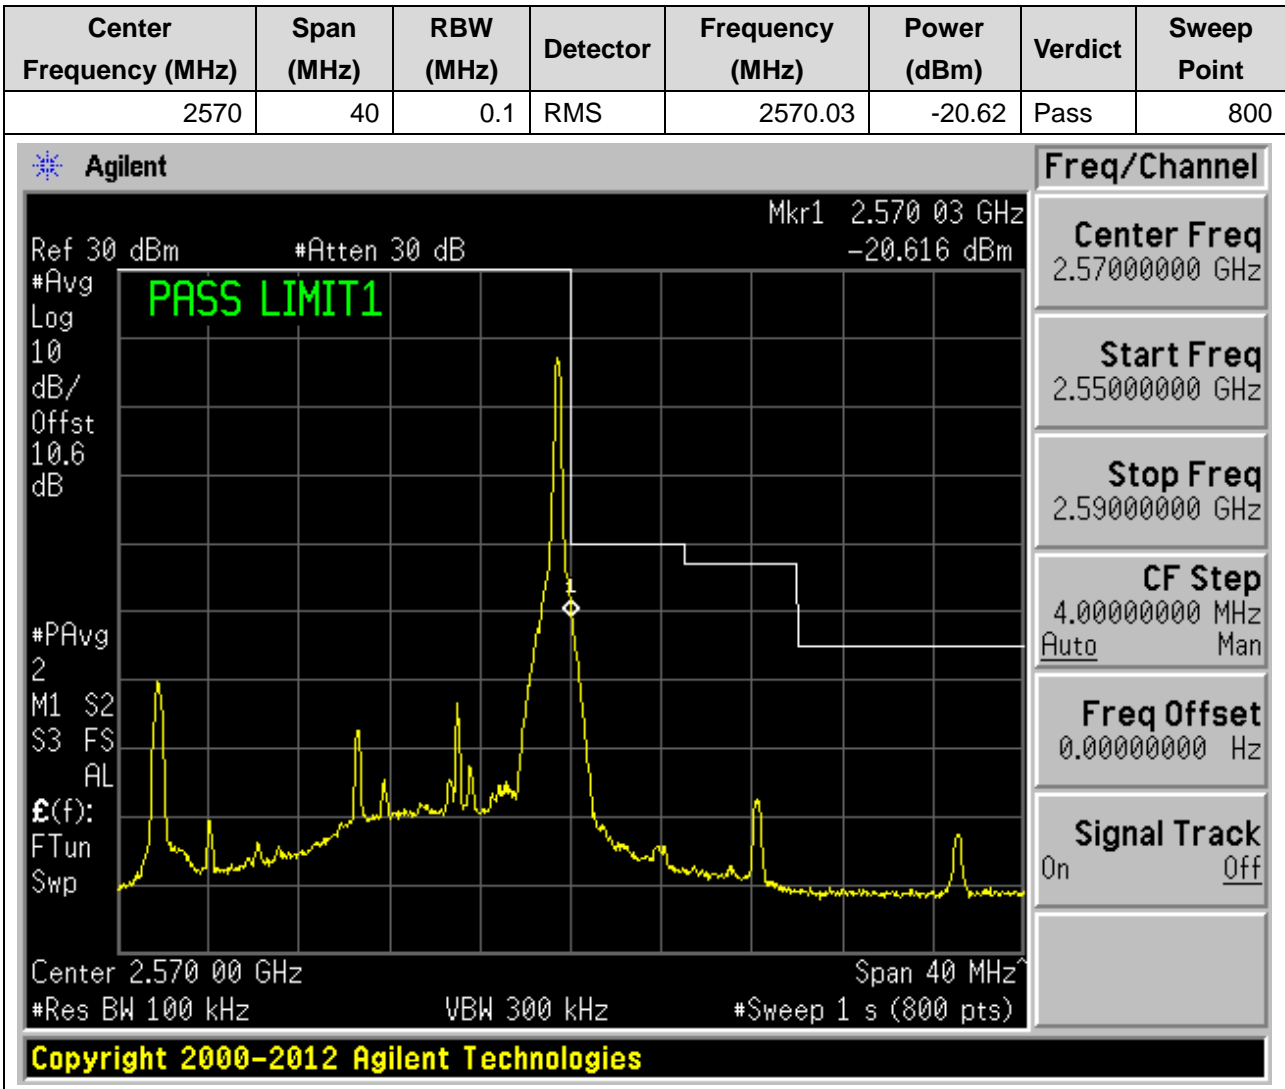 Center Frequency (MHz) Span (MHz) RBW (MHz) Detector Frequency (MHz) Power (dBm) Verdict Sweep Point
2570 40 0.1 RMS 2570.03 -20.62 Pass 800
Agilent
Freq/Channel
Mkr1 2.570 03 GHz
Ref 30 dBm #Atten 30 dB -20.616 dBm
#Avg
Log
10
dB/
Offst
10.6
dB
PASS LIMIT1
1
#PAvg
2
M1 S2
S3 FS
AL
£(f):
FTun
Swp
Center 2.570 00 GHz Span 40 MHz^
#Res BW 100 kHz VBW 300 kHz #Sweep 1 s (800 pts)
Center Freq
2.57000000 GHz
Start Freq
2.55000000 GHz
Stop Freq
2.59000000 GHz
CF Step
4.00000000 MHz
Auto Man
Freq Offset
0.00000000 Hz
Signal Track
On Off
Copyright 2000-2012 Agilent Technologies